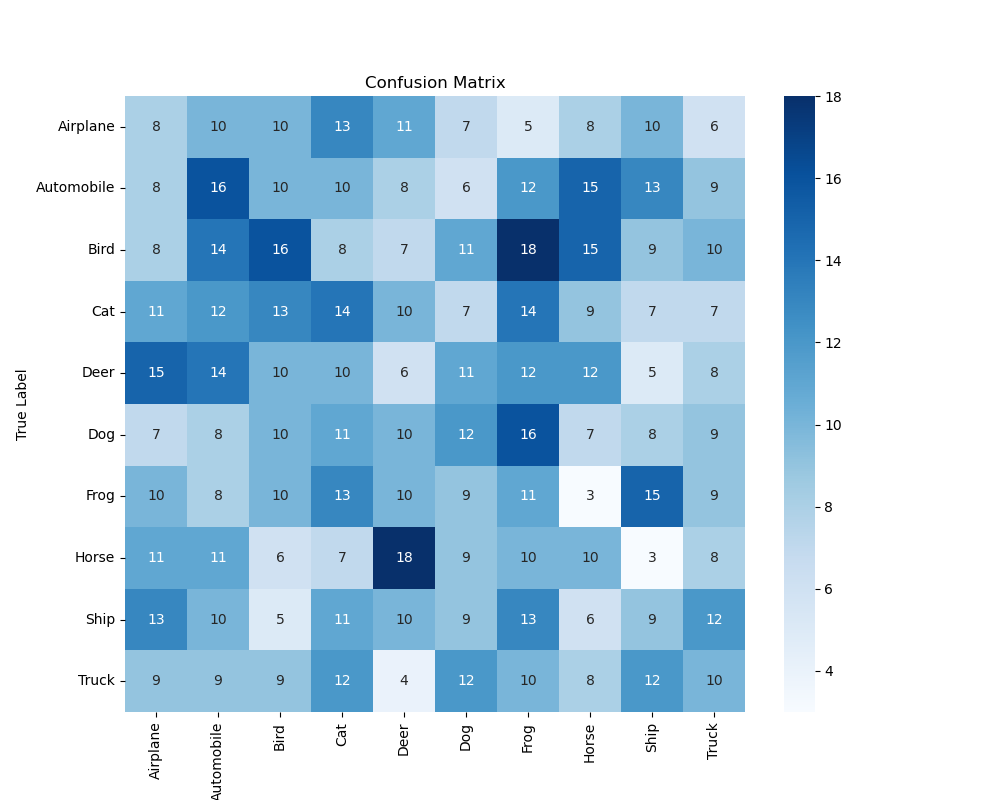 Confusion Matrix
Airplane 8 10 10 13 11 7 5 8 10 6
Automobile 8 16 10 10 8 6 12 15 13 9
Bird 8 14 16 8 7 11 18 15 9 10
Cat 11 12 13 14 10 7 14 9 7 7
Deer 15 14 10 10 6 11 12 12 5 8
Dog 7 8 10 11 10 12 16 7 8 9
Frog 10 8 10 13 10 9 11 3 15 9
Horse 11 11 6 7 18 9 10 10 3 8
Ship 13 10 5 11 10 9 13 6 9 12
Truck 9 9 9 12 4 12 10 8 12 10
True Label
Airplane Automobile Bird Cat Deer Dog Frog Horse Ship Truck
18
16
14
12
10
8
6
4